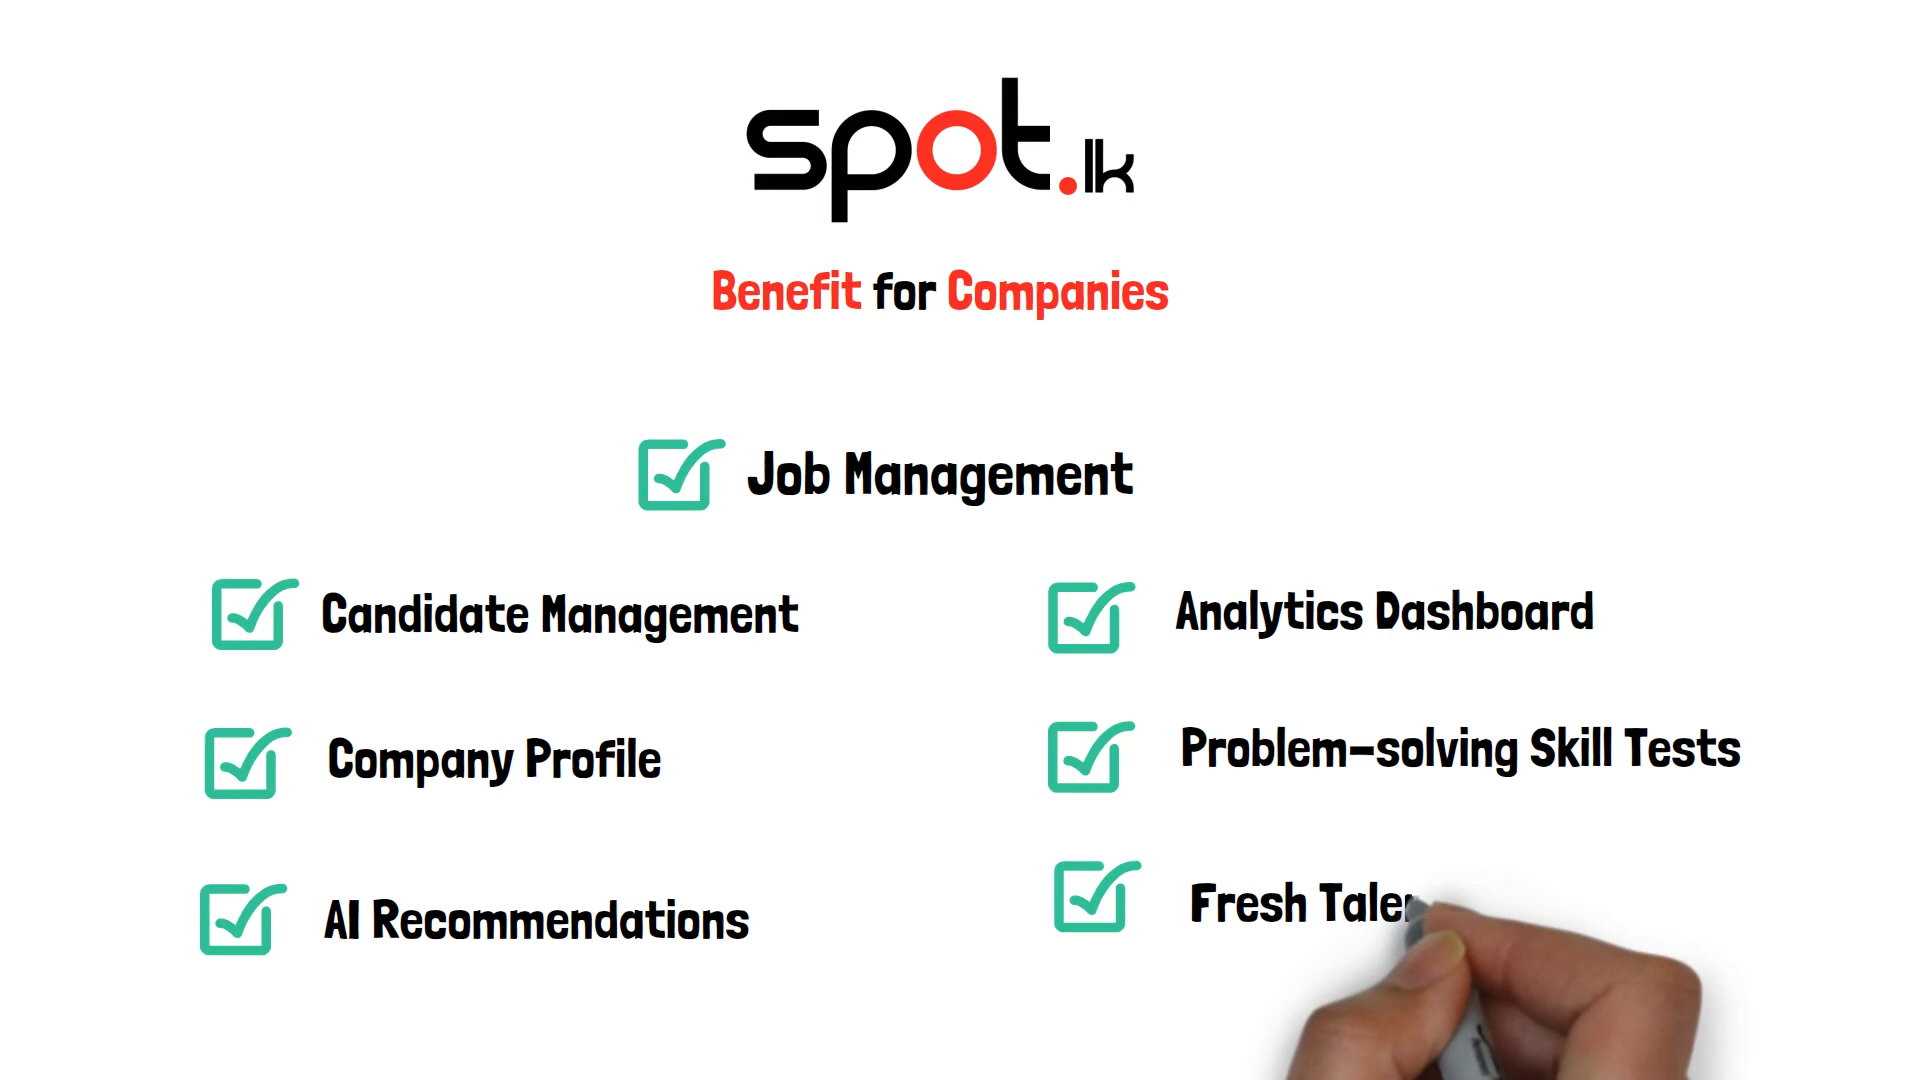 spot.lk
Benefit for Companies
Job Management
Candidate Management
Analytics Dashboard
Company Profile
Problem-solving Skill Tests
AI Recommendations
Fresh